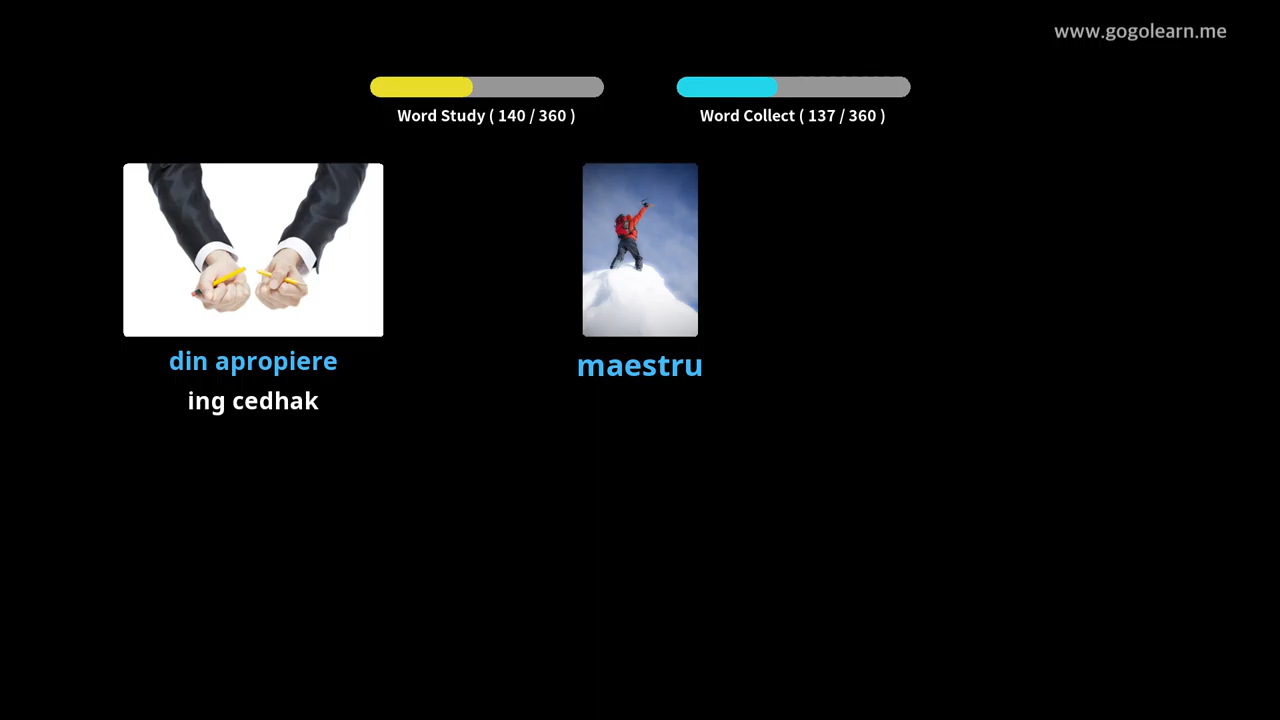 www.gogolearn.me
Word Study ( 140 / 360 )
Word Collect ( 137 / 360 )
din apropiere
ing cedhak
maestru